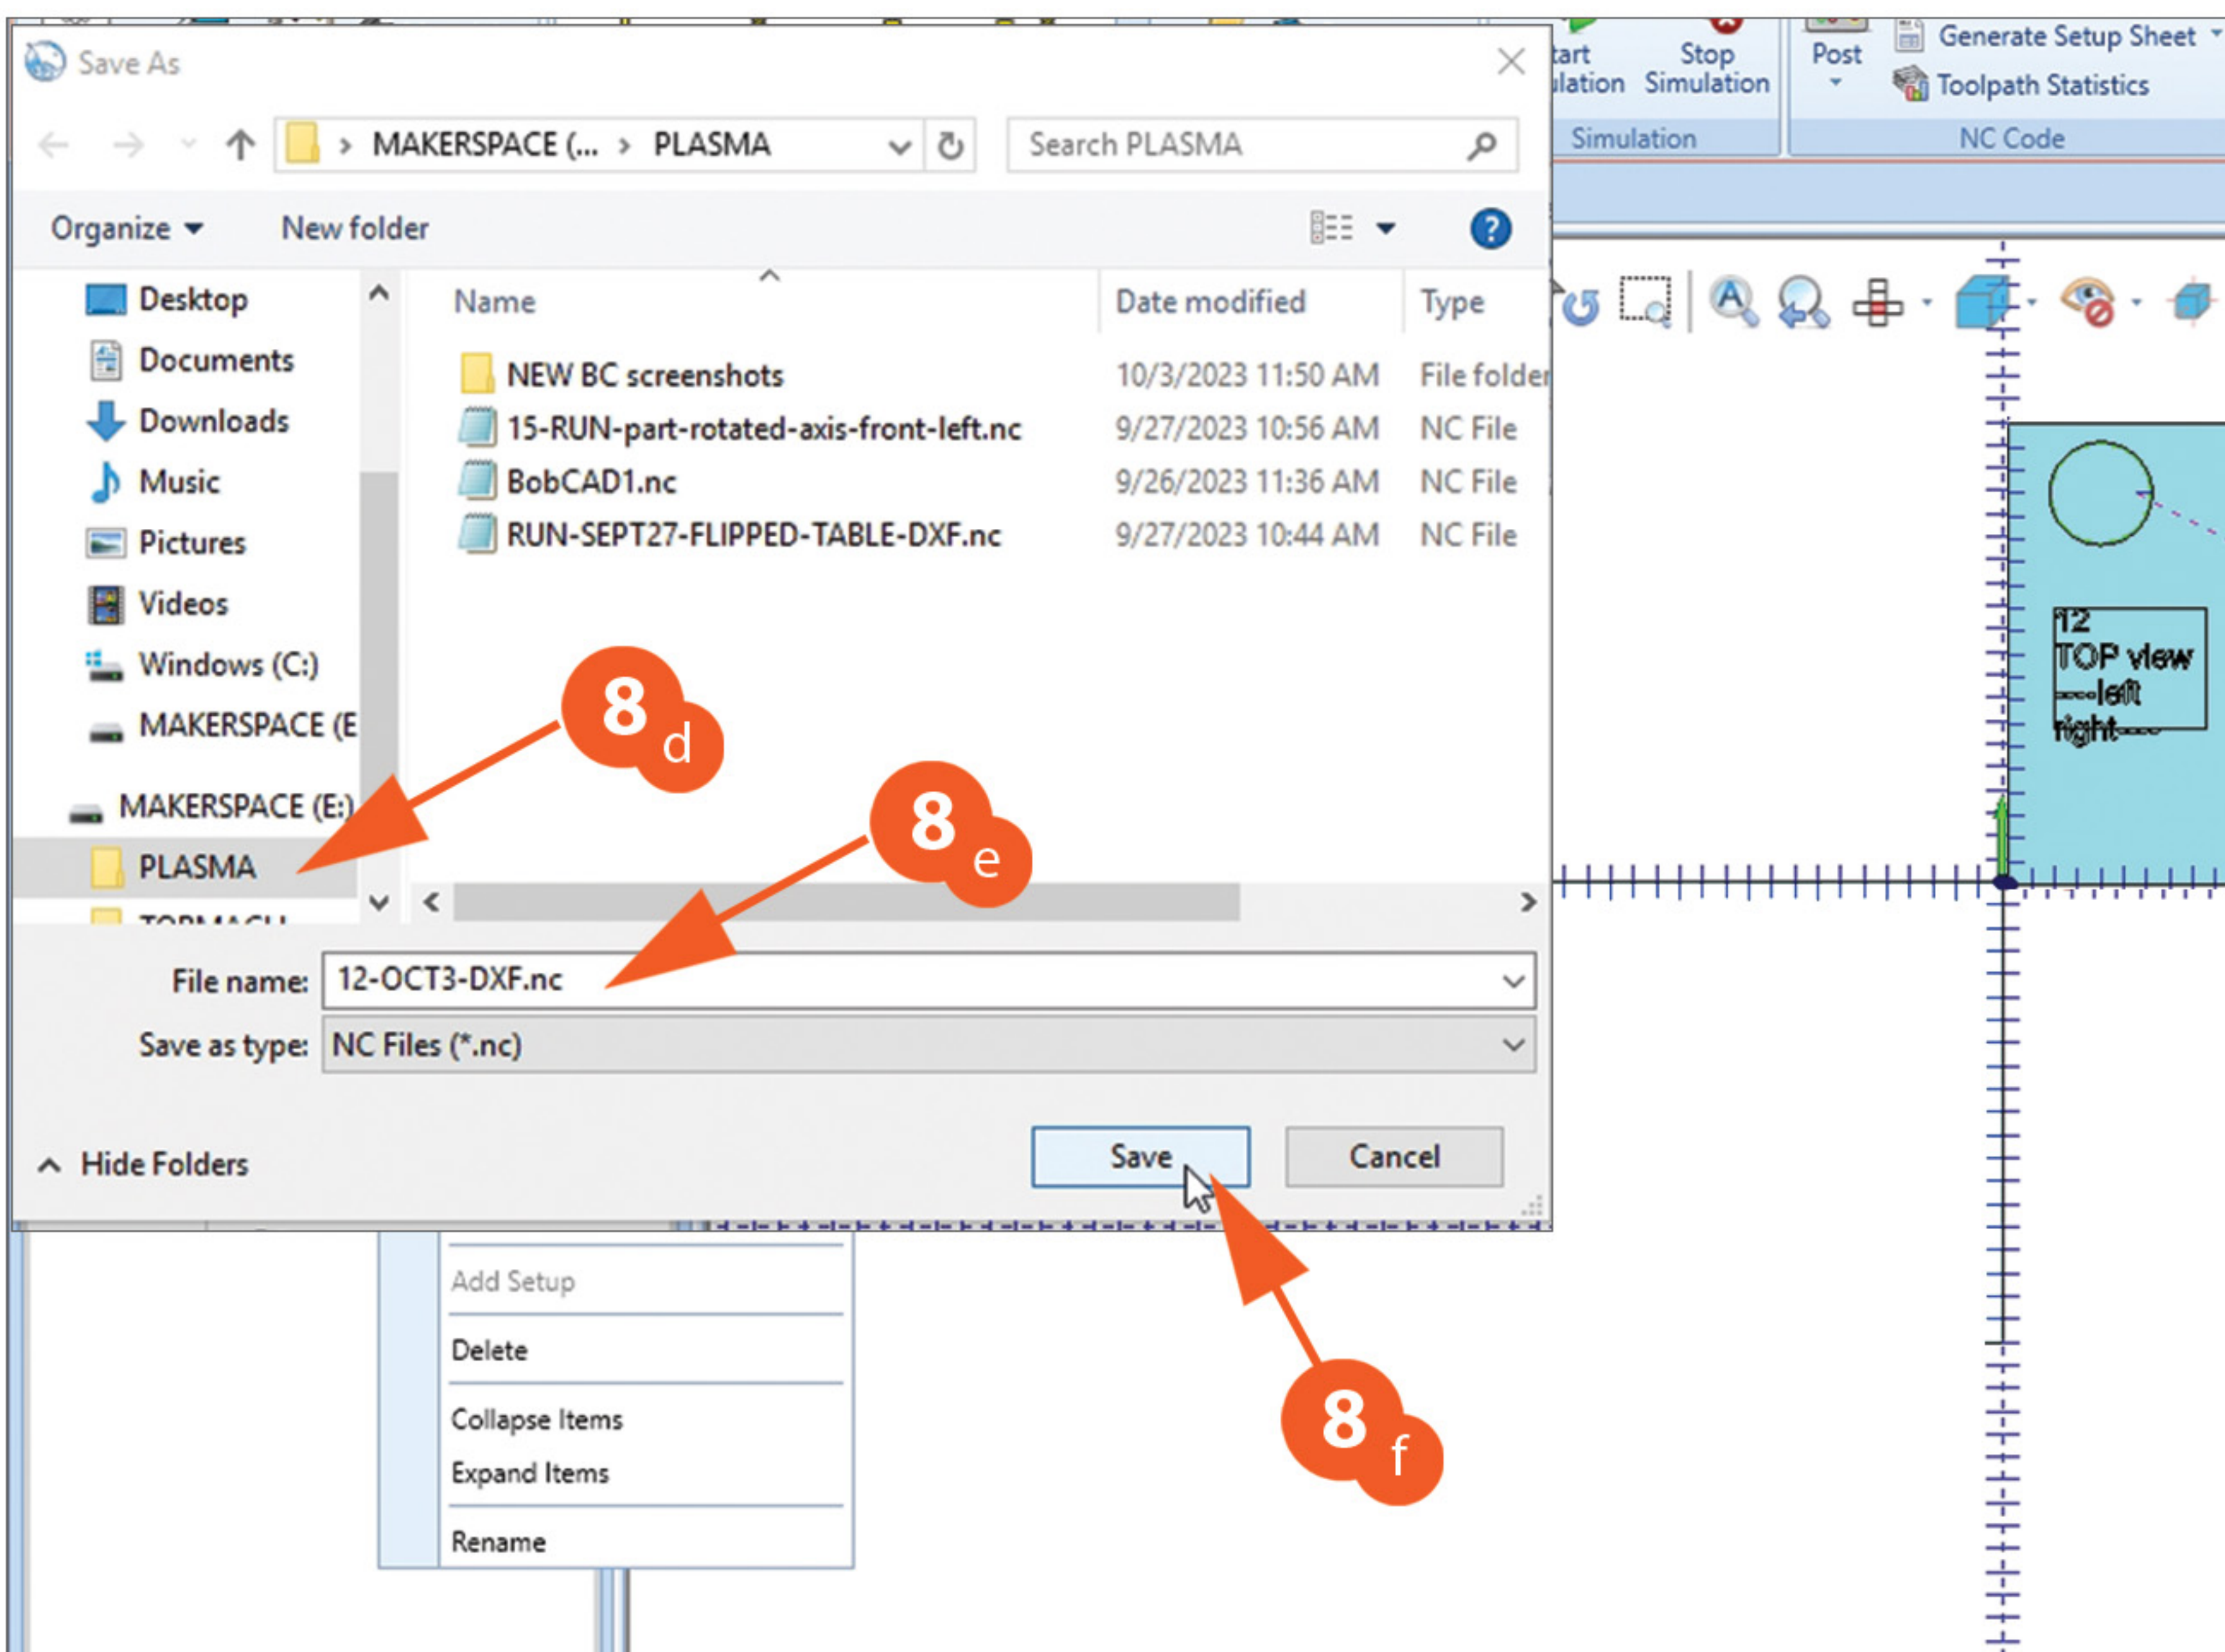 Save As
Stop
Simulation
Post
Generate Setup Sheet
Toolpath Statistics
Simulation
NC Code
MAKERSPACE (... > PLASMA
Search PLASMA
Organize
New folder
Desktop
Documents
Downloads
Music
Pictures
Videos
Windows (C:)
MAKERSPACE (E
MAKERSPACE (E:)
PLASMA
Name Date modified Type
NEW BC screenshots 10/3/2023 11:50 AM File folder
15-RUN-part-rotated-axis-front-left.nc 9/27/2023 10:56 AM NC File
BobCAD1.nc 9/26/2023 11:36 AM NC File
RUN-SEPT27-FLIPPED-TABLE-DXF.nc 9/27/2023 10:44 AM NC File
8 d
8 e
File name: 12-OCT3-DXF.nc
Save as type: NC Files (*.nc)
Hide Folders
Save
Cancel
8 f
12
TOP view
----left
right----
Add Setup
Delete
Collapse Items
Expand Items
Rename